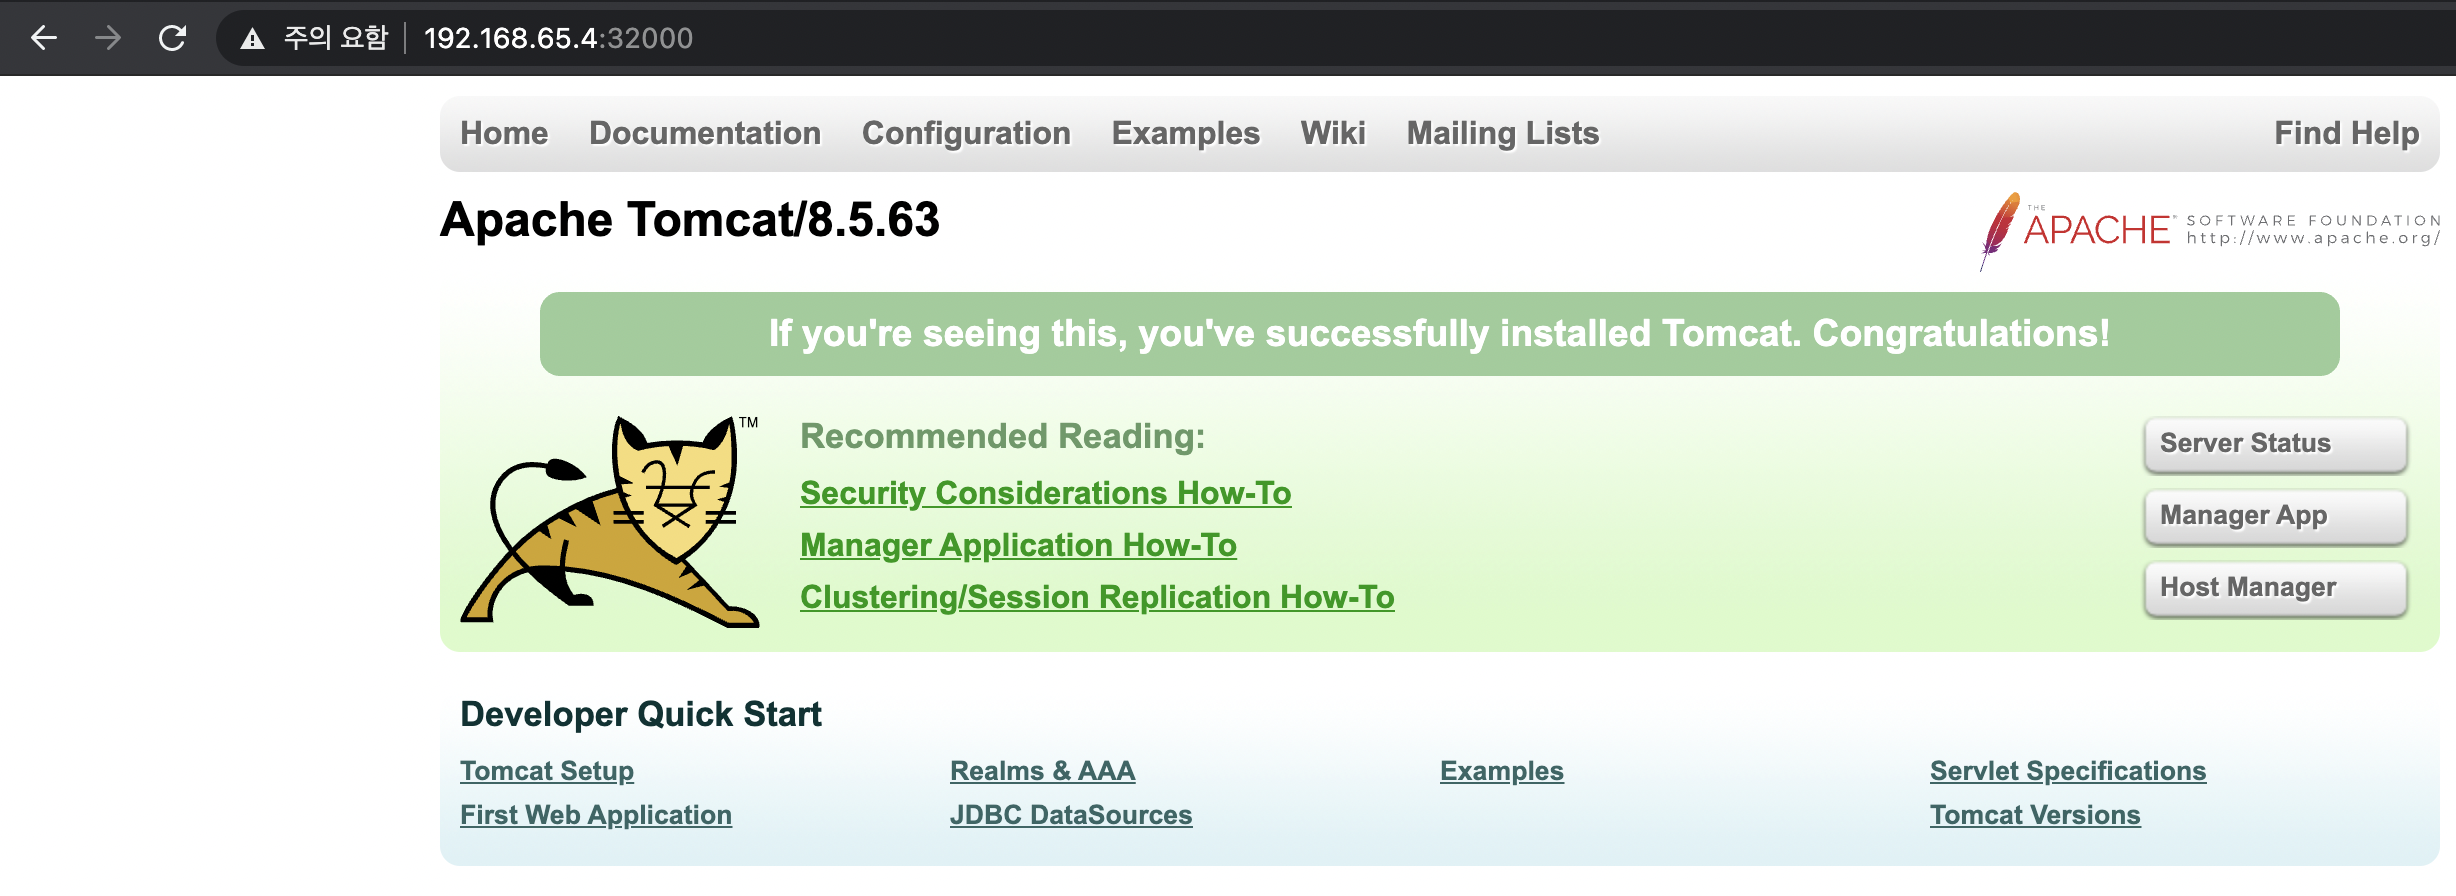 주의 요함 192.168.65.4:32000
Home Documentation Configuration Examples Wiki Mailing Lists Find Help
Apache Tomcat/8.5.63
THE
APACHE® SOFTWARE FOUNDATION
http://www.apache.org/
If you're seeing this, you've successfully installed Tomcat. Congratulations!
TM
Recommended Reading:
Security Considerations How-To
Manager Application How-To
Clustering/Session Replication How-To
Server Status
Manager App
Host Manager
Developer Quick Start
Tomcat Setup
First Web Application
Realms & AAA
JDBC DataSources
Examples
Servlet Specifications
Tomcat Versions